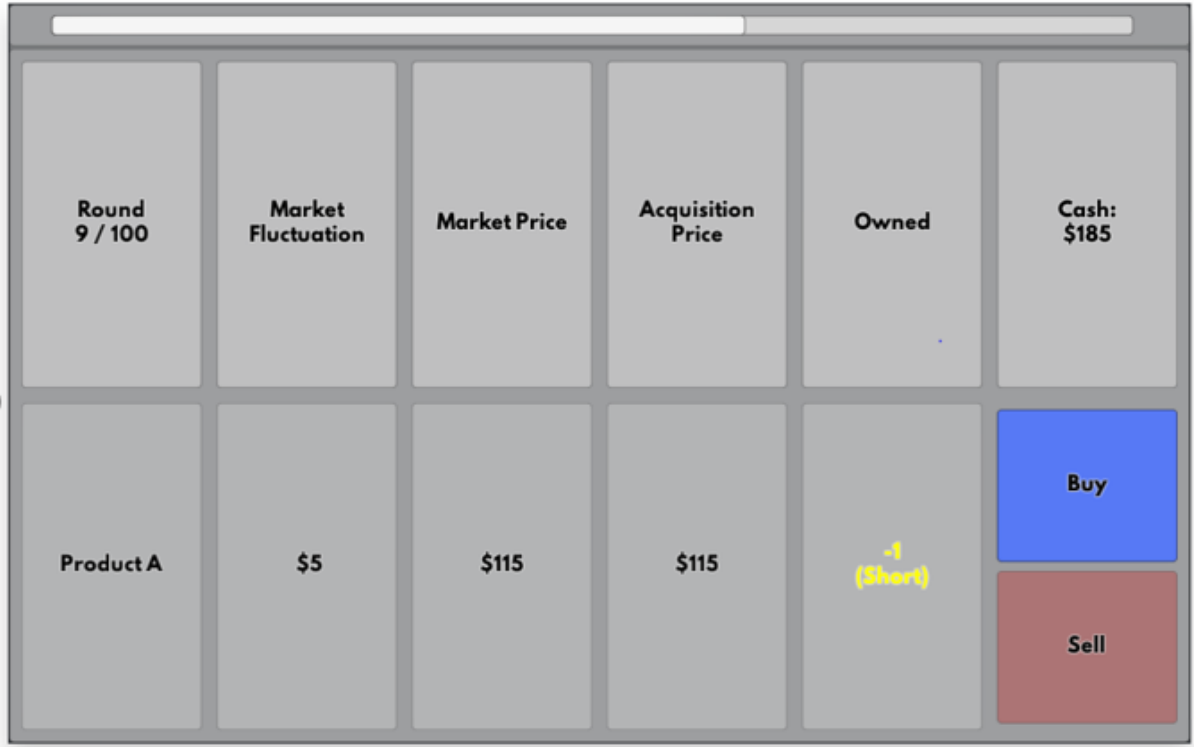 Round
9 / 100
Market
Fluctuation
Market Price
Acquisition
Price
Owned
Cash:
$185
Product A
$5
$115
$115
-1
(Short)
Buy
Sell